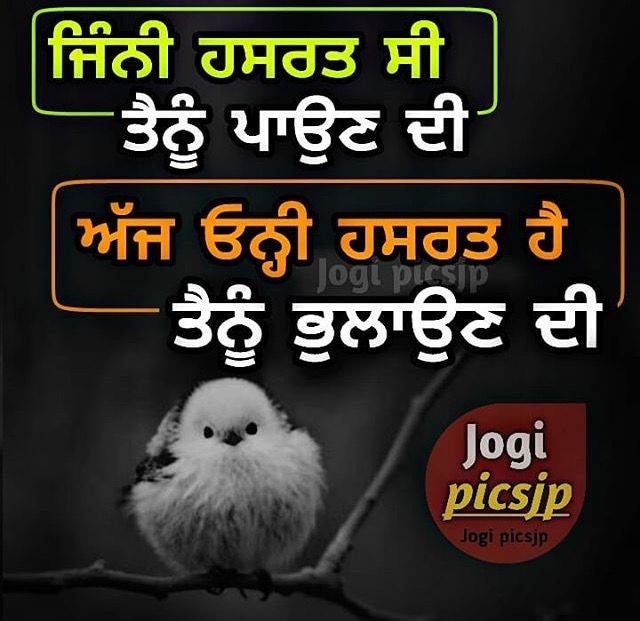 ਜਿੰਨੀ ਹਸਰਤ ਸੀ
ਤੈਨੂੰ ਪਾਉਣ ਦੀ
ਅੱਜ ਓਨ੍ਹੀ ਹਸਰਤ ਹੈ
Jogi picsjp
ਤੈਨੂੰ ਭੁਲਾਉਣ ਦੀ
Jogi
picsjp
Jogi picsjp